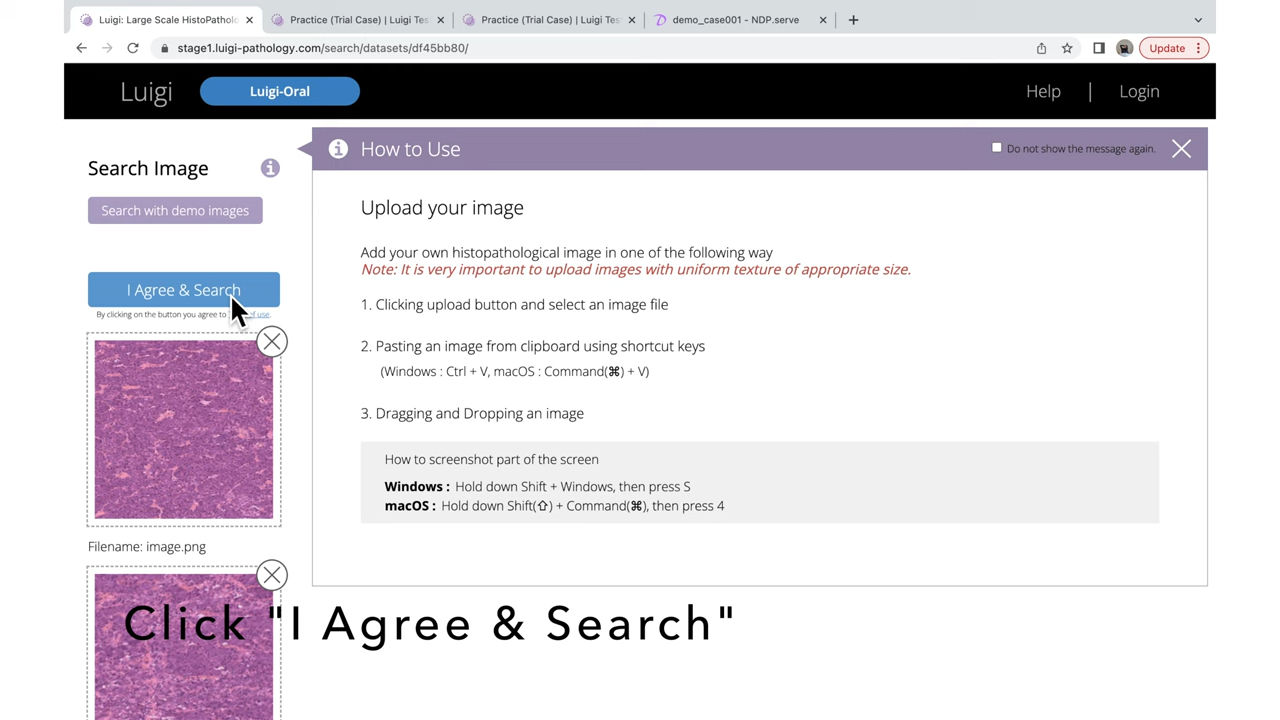 Luigi: Large Scale HistoPatholo
Practice (Trial Case) | Luigi Tes
Practice (Trial Case) | Luigi Tes
demo_case001 - NDP.serve
stage1.luigi-pathology.com/search/datasets/df45bb80/
Update
Luigi
Luigi-Oral
Help | Login
Search Image
Search with demo images
I Agree & Search
By clicking on the button you agree to of use.
Filename: image.png
How to Use
Do not show the message again.
Upload your image
Add your own histopathological image in one of the following way
Note: It is very important to upload images with uniform texture of appropriate size.
1. Clicking upload button and select an image file
2. Pasting an image from clipboard using shortcut keys
(Windows : Ctrl + V, macOS : Command(⌘) + V)
3. Dragging and Dropping an image
How to screenshot part of the screen
Windows : Hold down Shift + Windows, then press S
macOS : Hold down Shift(⇧) + Command(⌘), then press 4
Click "I Agree & Search"